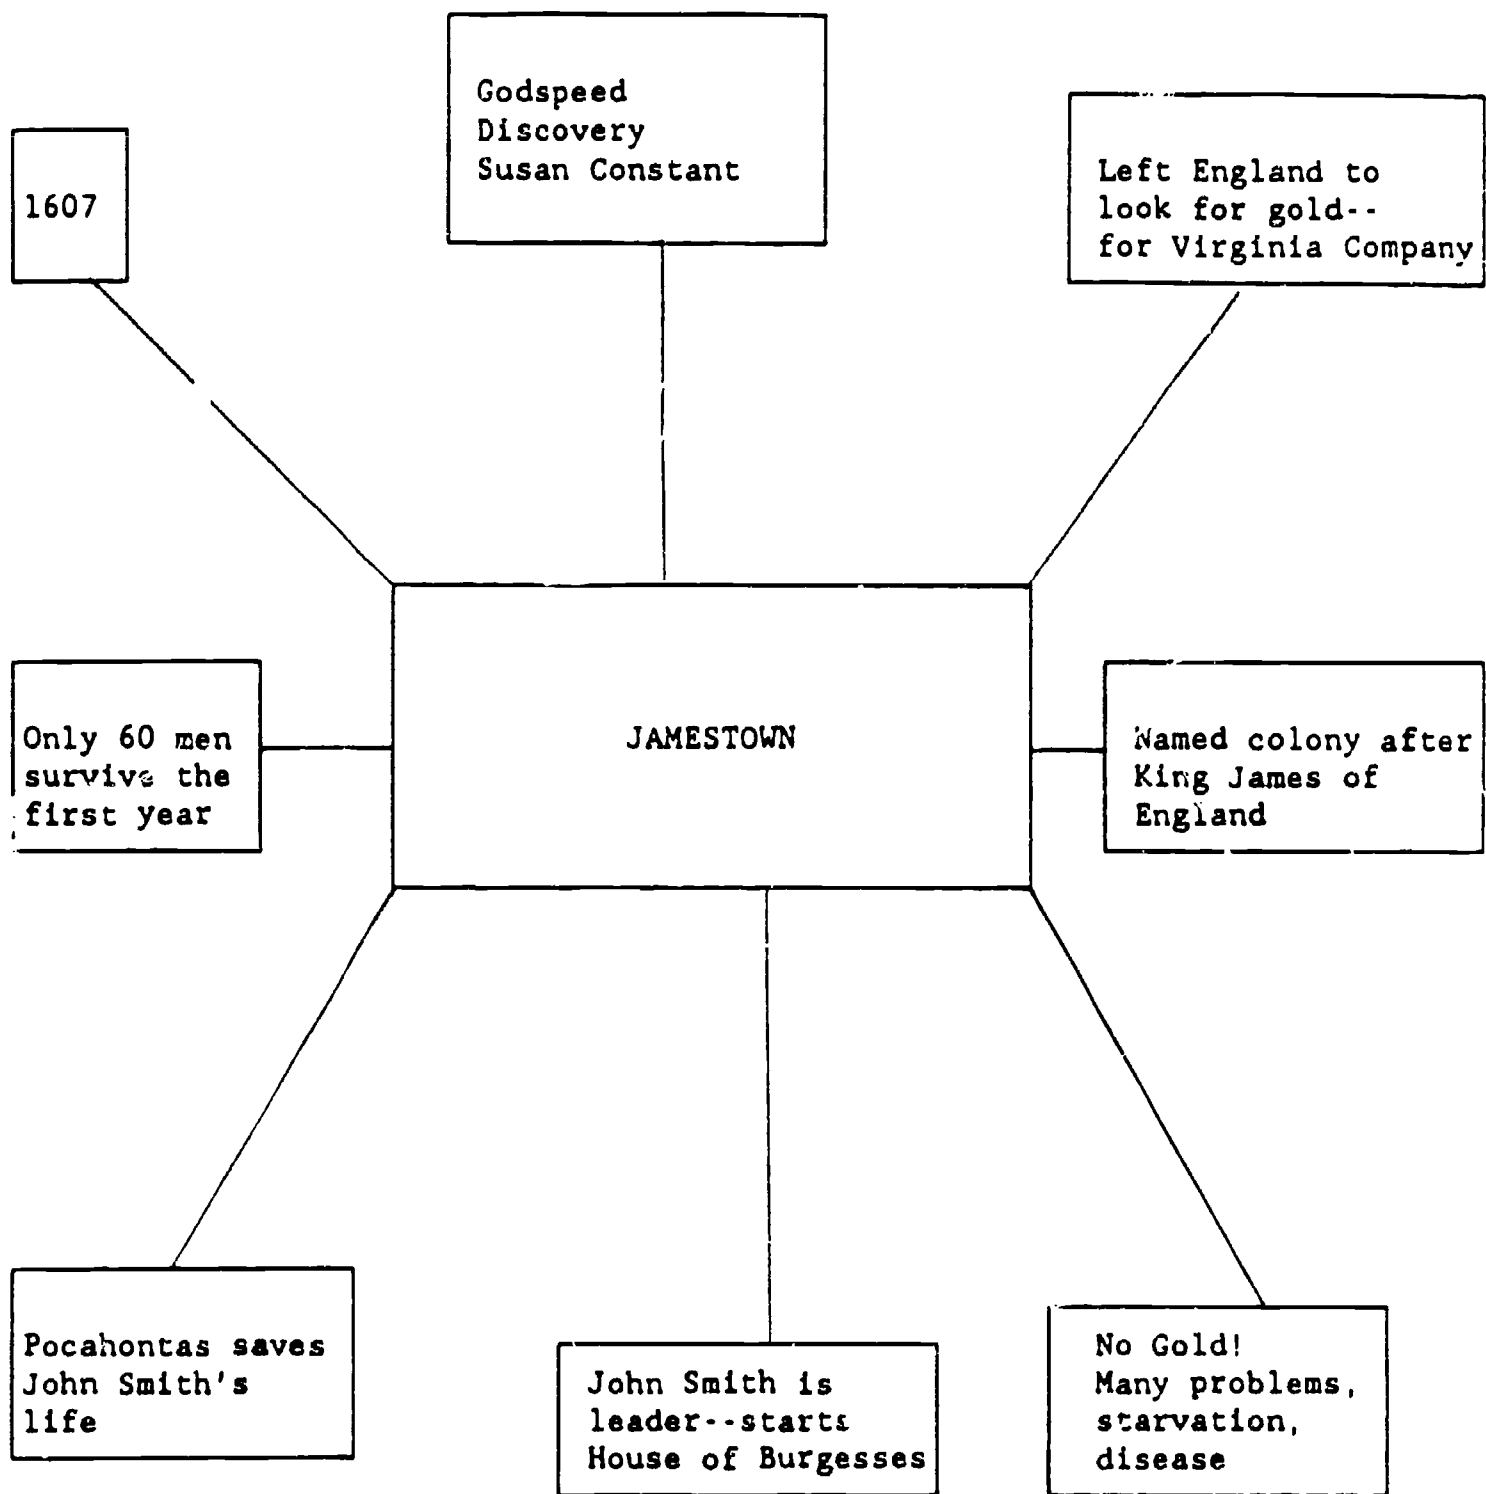 Godspeed
Discovery
Susan Constant
1607
Left England to
look for gold--
for Virginia Company
Only 60 men
survive the
first year
JAMESTOWN
Named colony after
King James of
England
Pocahontas saves
John Smith's
life
John Smith is
leader--starts
House of Burgesses
No Gold!
Many problems,
starvation,
disease